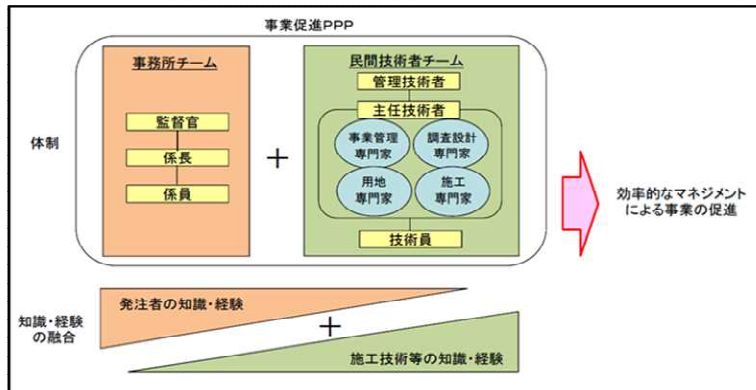 事業促進PPP
体制
事務所チーム
監督官
係長
係員
+
民間技術者チーム
管理技術者
主任技術者
事業管理
専門家
調査設計
専門家
用地
専門家
施工
専門家
技術員
効率的なマネジメント
による事業の促進
知識・経験
の融合
発注者の知識・経験
+
施工技術等の知識・経験